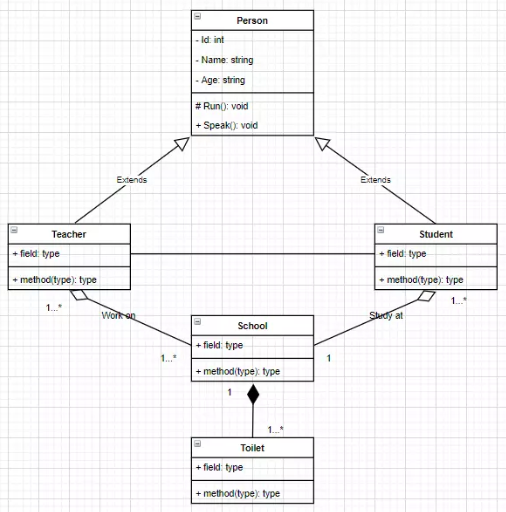 Person
- Id: int
- Name: string
- Age: string
# Run(): void
+ Speak(): void
Extends
Extends
Teacher
+ field: type
+ method(type): type
Student
+ field: type
+ method(type): type
1...*
Work on
1...*
School
+ field: type
+ method(type): type
Study at
1...*
1
1
1...*
Toilet
+ field: type
+ method(type): type